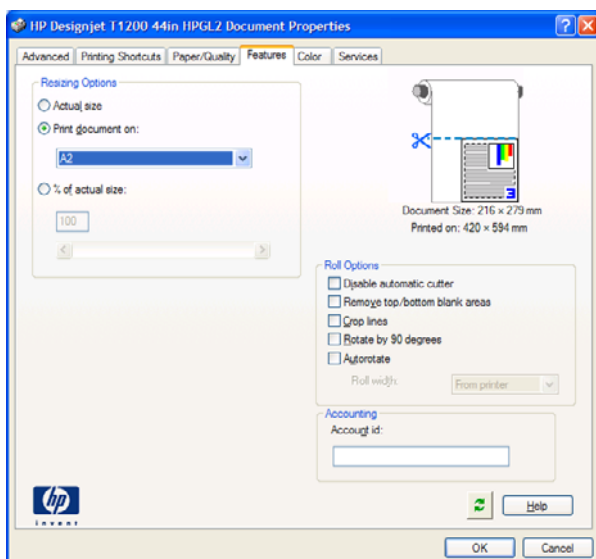 HP Designjet T1200 44in HPGL2 Document Properties
Advanced Printing Shortcuts Paper/Quality Features Color Services
Resizing Options
Actual size
Print document on:
A2
% of actual size:
100
3
Document Size: 216 × 279 mm
Printed on: 420 × 594 mm
Roll Options
Disable automatic cutter
Remove top/bottom blank areas
Crop lines
Rotate by 90 degrees
Autorotate
Roll width: From printer
Accounting
Account id:
hp
invent
Help
OK Cancel